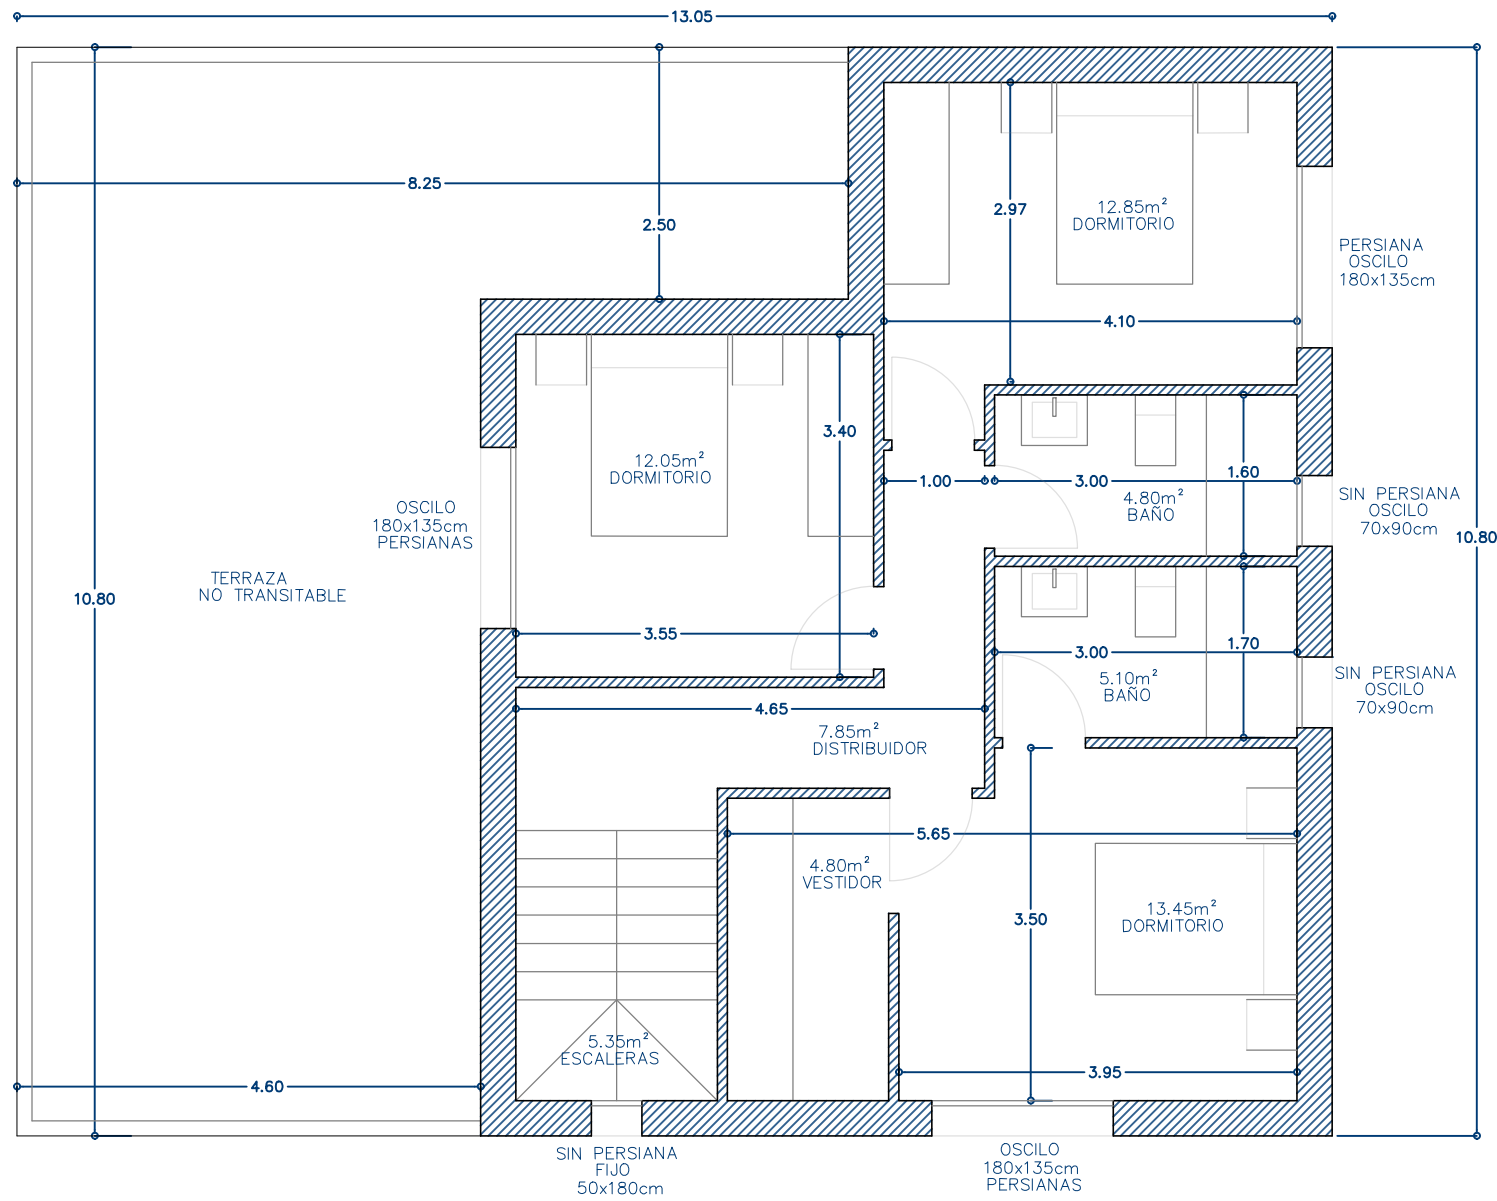 13.05
8.25
2.50
2.97
12.85m²
DORMITORIO
PERSIANA
OSCILO
180x135cm
4.10
3.40
12.05m²
DORMITORIO
1.00
3.00
1.60
4.80m²
BAÑO
SIN PERSIANA
OSCILO
70x90cm
10.80
OSCILO
180x135cm
PERSIANAS
TERRAZA
NO TRANSITABLE
10.80
3.55
3.00
1.70
5.10m²
BAÑO
SIN PERSIANA
OSCILO
70x90cm
4.65
7.85m²
DISTRIBUIDOR
5.65
4.80m²
VESTIDOR
3.50
13.45m²
DORMITORIO
5.35m²
ESCALERAS
4.60
3.95
SIN PERSIANA
FIJO
50x180cm
OSCILO
180x135cm
PERSIANAS